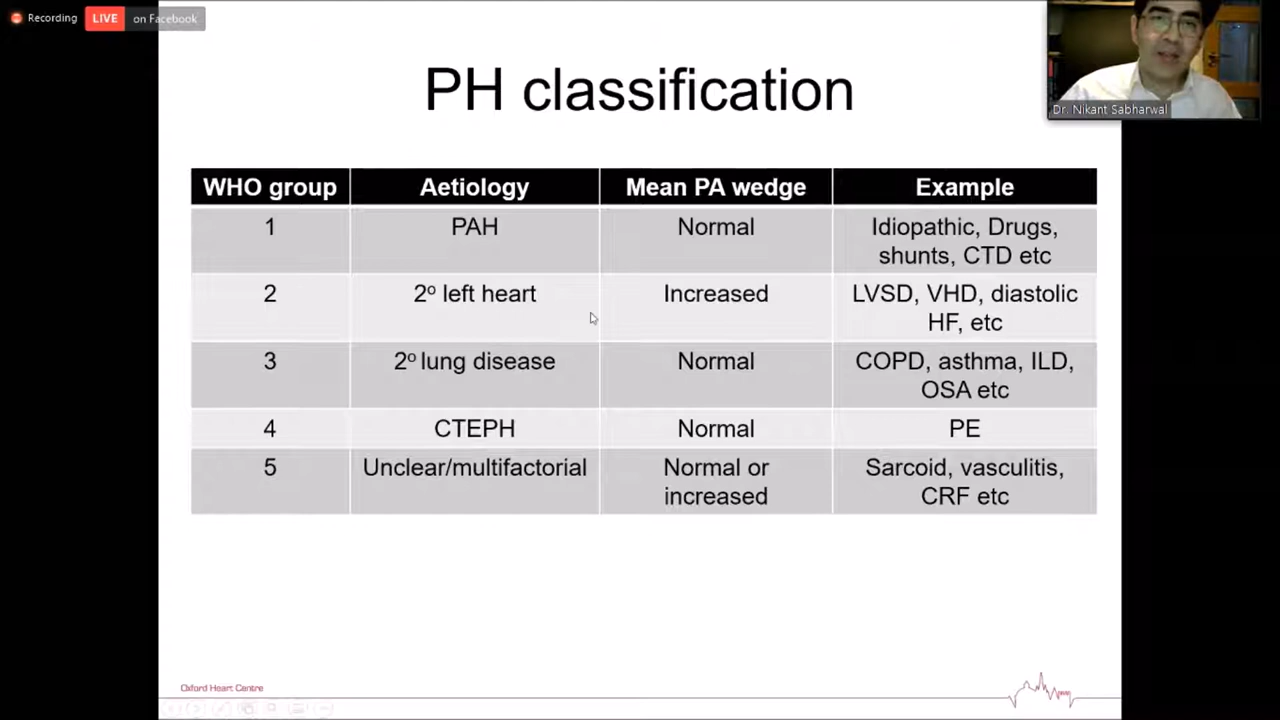 Recording
LIVE on Facebook
PH classification
Dr. Nikant Sabharwal
WHO group Aetiology Mean PA wedge Example
1 PAH Normal Idiopathic, Drugs,
shunts, CTD etc
2 2º left heart Increased LVSD, VHD, diastolic
HF, etc
3 2º lung disease Normal COPD, asthma, ILD,
OSA etc
4 CTEPH Normal PE
5 Unclear/multifactorial Normal or Sarcoid, vasculitis,
increased CRF etc
Oxford Heart Centre